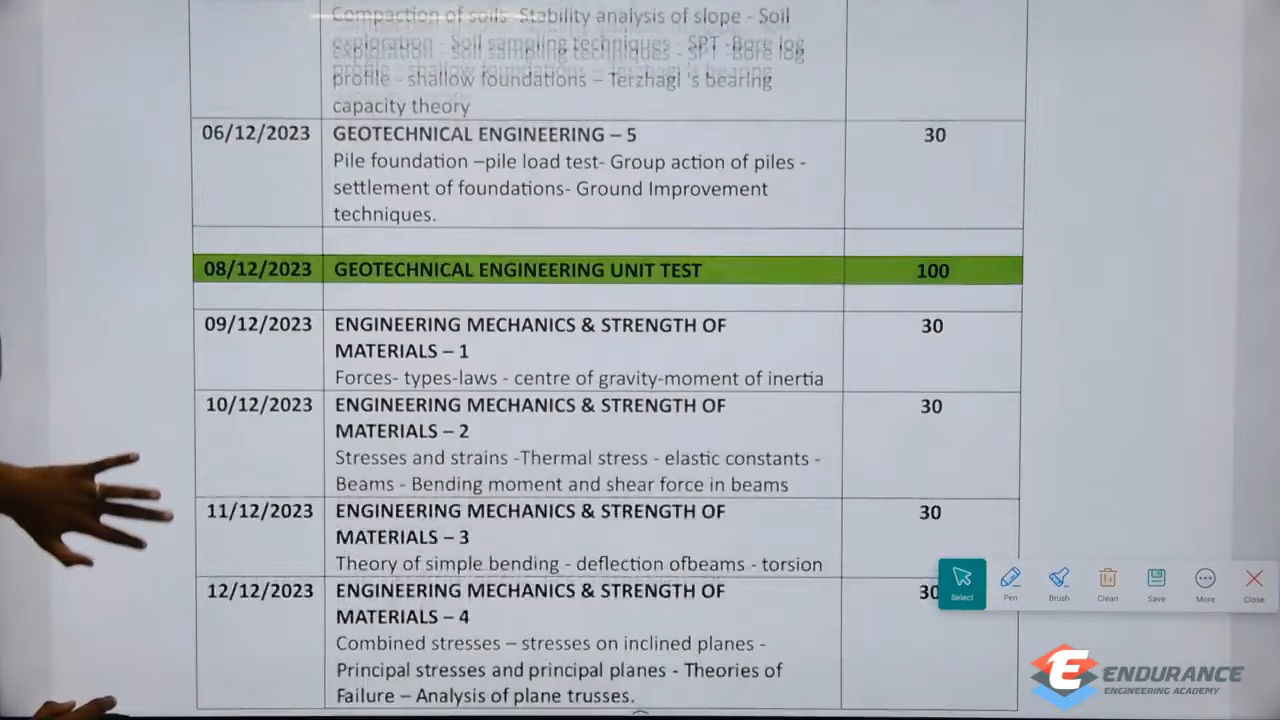 Compaction of soils- Stability analysis of slope - Soil
exploration - Soil sampling techniques - SPT -Bore log
profile - shallow foundations – Terzhagi 's bearing
capacity theory
06/12/2023 GEOTECHNICAL ENGINEERING – 5 30
Pile foundation –pile load test- Group action of piles -
settlement of foundations- Ground Improvement
techniques.
08/12/2023 GEOTECHNICAL ENGINEERING UNIT TEST 100
09/12/2023 ENGINEERING MECHANICS & STRENGTH OF 30
MATERIALS – 1
Forces- types-laws - centre of gravity-moment of inertia
10/12/2023 ENGINEERING MECHANICS & STRENGTH OF 30
MATERIALS – 2
Stresses and strains -Thermal stress - elastic constants -
Beams - Bending moment and shear force in beams
11/12/2023 ENGINEERING MECHANICS & STRENGTH OF 30
MATERIALS – 3
Theory of simple bending - deflection ofbeams - torsion
12/12/2023 ENGINEERING MECHANICS & STRENGTH OF 30
MATERIALS – 4
Combined stresses – stresses on inclined planes -
Principal stresses and principal planes - Theories of
Failure – Analysis of plane trusses.
Select Pen Brush Clean Save More Close
E ENDURANCE
ENGINEERING ACADEMY